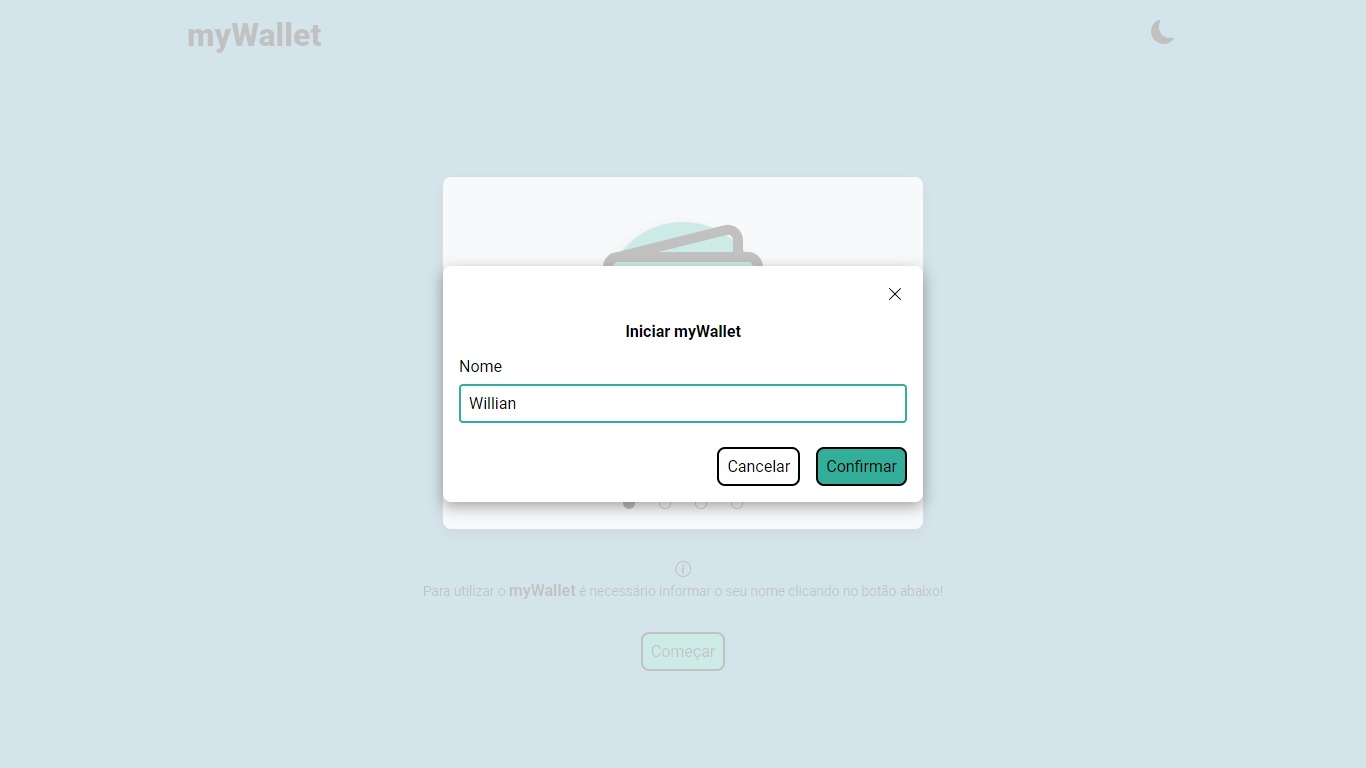 myWallet
Iniciar myWallet
Nome
Willian
Cancelar
Confirmar
Para utilizar o myWallet é necessário informar o seu nome clicando no botão abaixo!
Começar